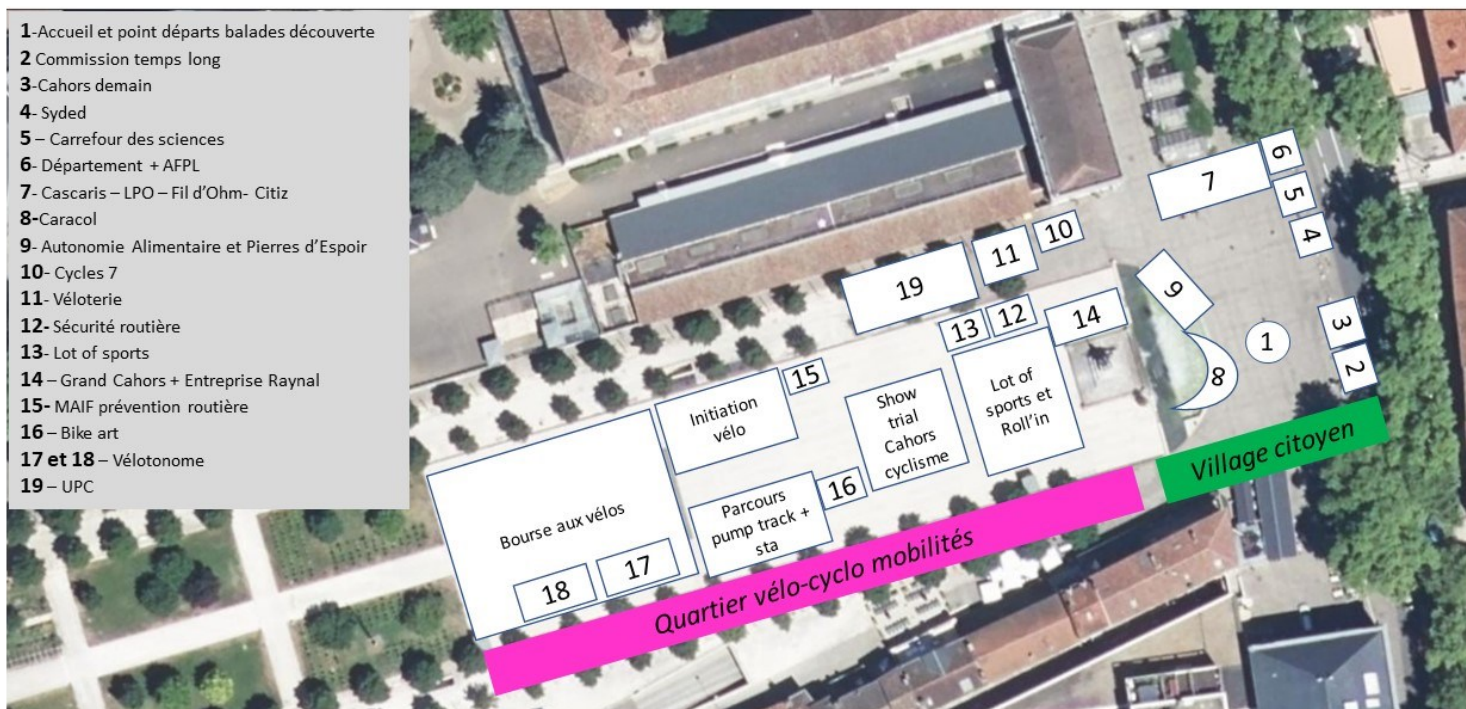 1-Accueil et point départs balades découverte
2 Commission temps long
3-Cahors demain
4- Syded
5 – Carrefour des sciences
6- Département + AFPL
7- Cascaris – LPO – Fil d'Ohm- Citiz
8-Caracol
9- Autonomie Alimentaire et Pierres d'Espoir
10- Cycles 7
11- Véloterie
12- Sécurité routière
13- Lot of sports
14 – Grand Cahors + Entreprise Raynal
15- MAIF prévention routière
16 – Bike art
17 et 18 – Vélotonome
19 – UPC
6
7
5
4
10
11
19
9
14
12
13
3
1
2
8
15
Lot of
sports et
Roll'in
Show
trial
Cahors
cyclisme
Initiation
vélo
16
Parcours
pump track +
sta
Bourse aux vélos
17
18
Village citoyen
Quartier vélo-cyclo mobilités